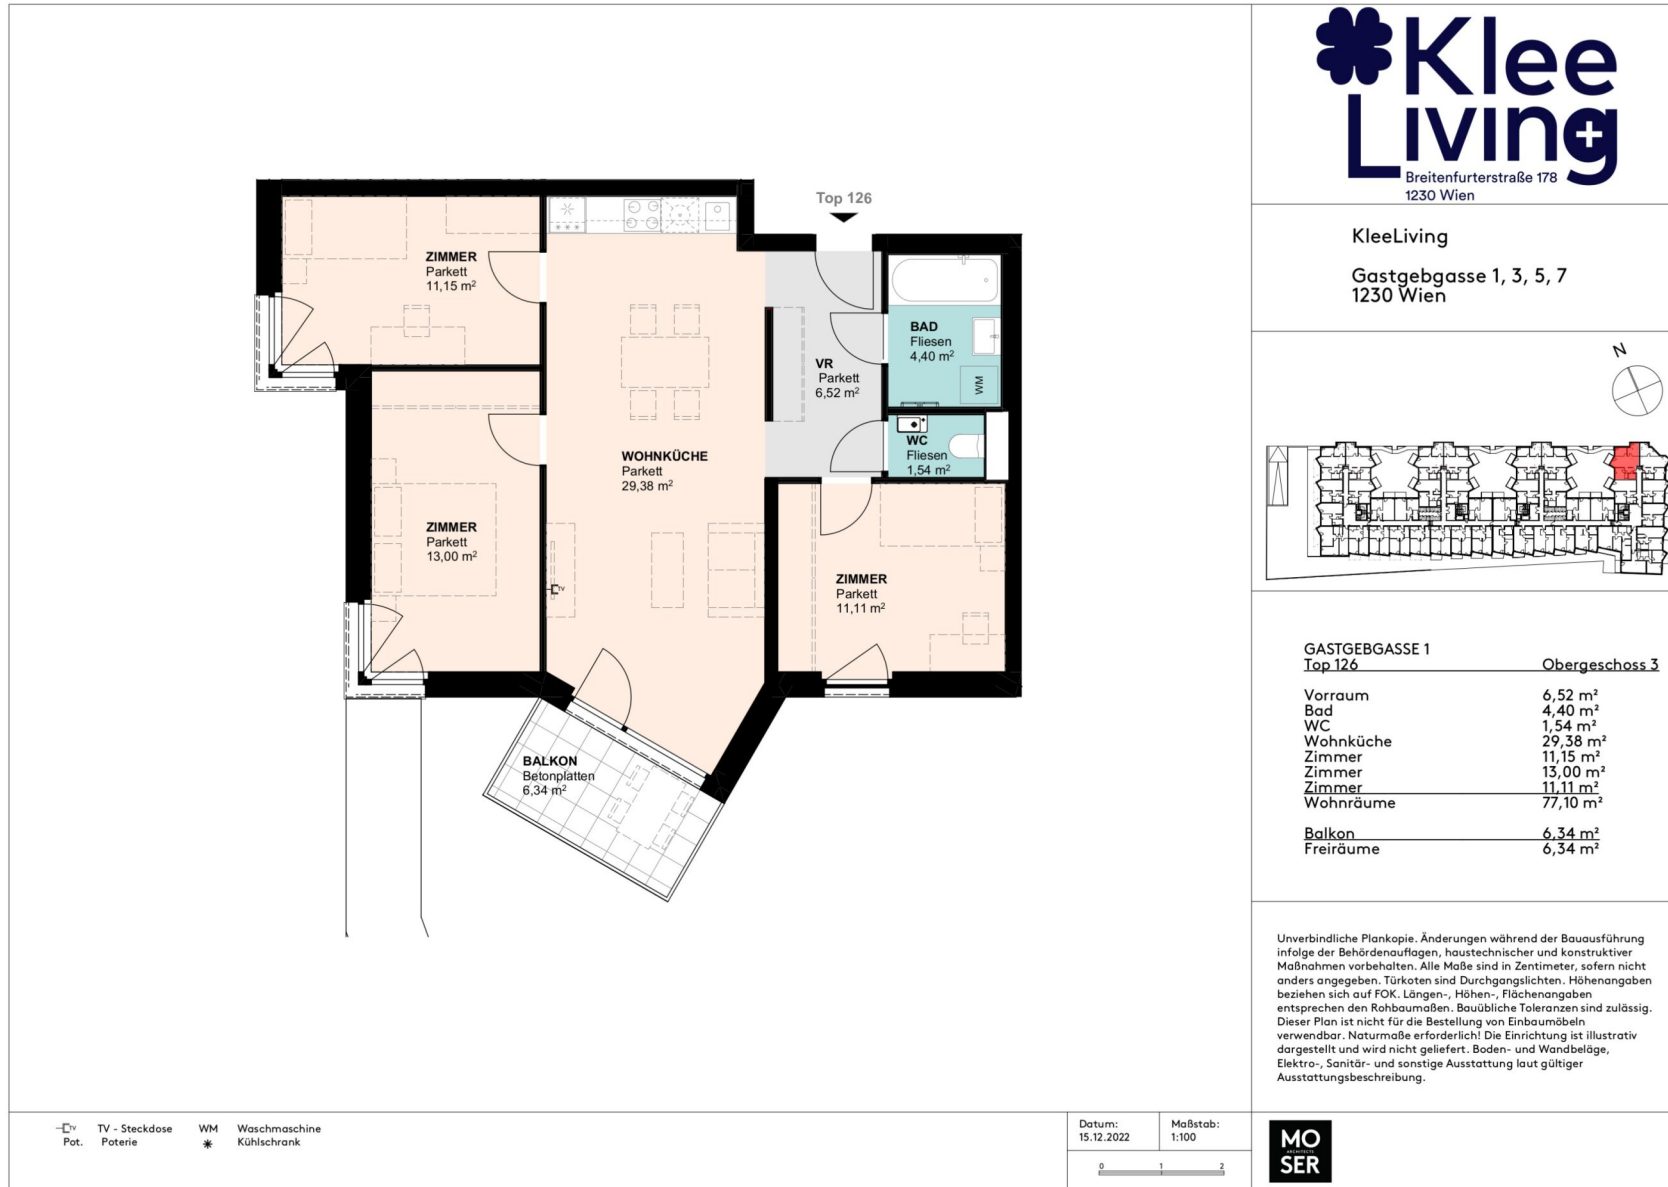 Klee
Living
Breitenfurterstraße 178
1230 Wien
KleeLiving
Gastgebgasse 1, 3, 5, 7
1230 Wien
N
Top 126
ZIMMER
Parkett
11,15 m²
BAD
Fliesen
4,40 m²
WM
VR
Parkett
6,52 m²
WC
Fliesen
1,54 m²
WOHNKÜCHE
Parkett
29,38 m²
ZIMMER
Parkett
13,00 m²
TV
ZIMMER
Parkett
11,11 m²
BALKON
Betonplatten
6,34 m²
GASTGEBGASSE 1
Top 126 Obergeschoss 3
Vorraum 6,52 m²
Bad 4,40 m²
WC 1,54 m²
Wohnküche 29,38 m²
Zimmer 11,15 m²
Zimmer 13,00 m²
Zimmer 11,11 m²
Wohnräume 77,10 m²
Balkon 6,34 m²
Freiräume 6,34 m²
Unverbindliche Plankopie. Änderungen während der Bauausführung
infolge der Behördenauflagen, haustechnischer und konstruktiver
Maßnahmen vorbehalten. Alle Maße sind in Zentimeter, sofern nicht
anders angegeben. Türkoten sind Durchgangslichten. Höhenangaben
beziehen sich auf FOK. Längen-, Höhen-, Flächenangaben
entsprechen den Rohbaumaßen. Bauübliche Toleranzen sind zulässig.
Dieser Plan ist nicht für die Bestellung von Einbaumöbeln
verwendbar. Naturmaße erforderlich! Die Einrichtung ist illustrativ
dargestellt und wird nicht geliefert. Boden- und Wandbeläge,
Elektro-, Sanitär- und sonstige Ausstattung laut gültiger
Ausstattungsbeschreibung.
TV TV - Steckdose WM Waschmaschine
Pot. Poterie Kühlschrank
Datum:
15.12.2022
Maßstab:
1:100
0 1 2
MO
ARCHITECTS
SER